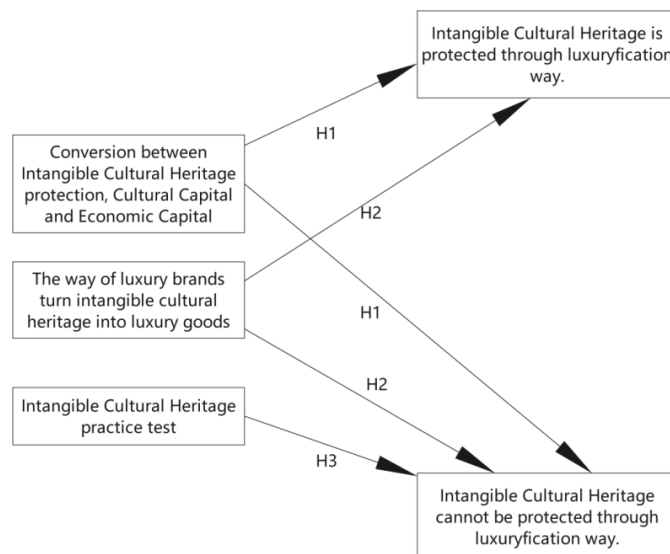 Intangible Cultural Heritage is
protected through luxuryfication
way.
H1
Conversion between
Intangible Cultural Heritage
protection, Cultural Capital
and Economic Capital
H2
The way of luxury brands
turn intangible cultural
heritage into luxury goods
H1
H2
Intangible Cultural Heritage
practice test
H3
Intangible Cultural Heritage
cannot be protected through
luxuryfication way.